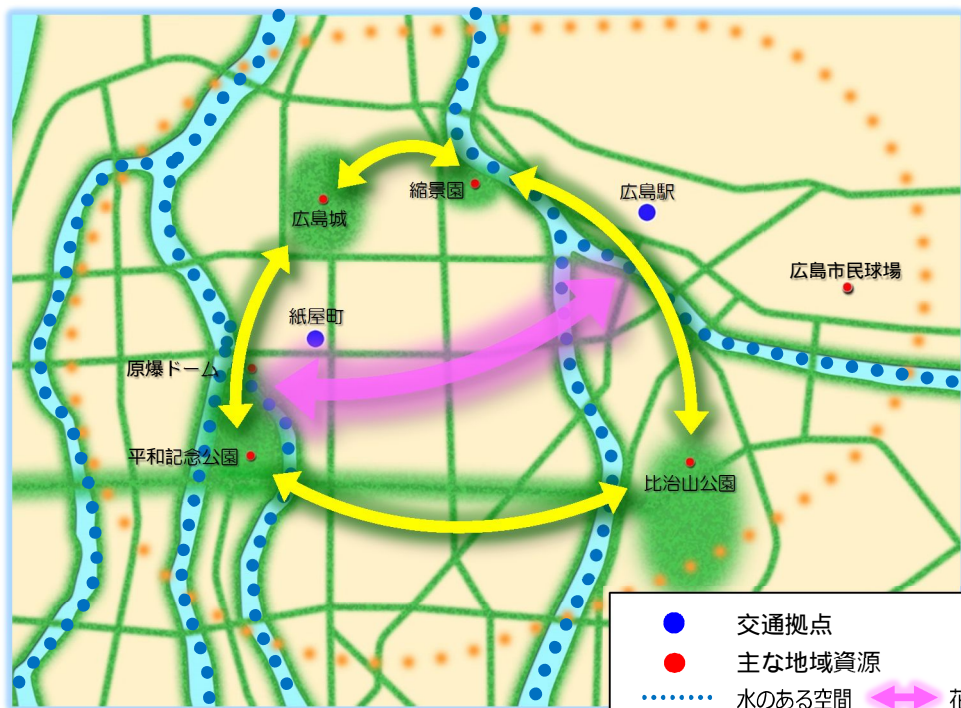 縮景園
広島駅
広島城
広島市民球場
紙屋町
原爆ドーム
平和記念公園
比治山公園
交通拠点
主な地域資源
水のある空間
花